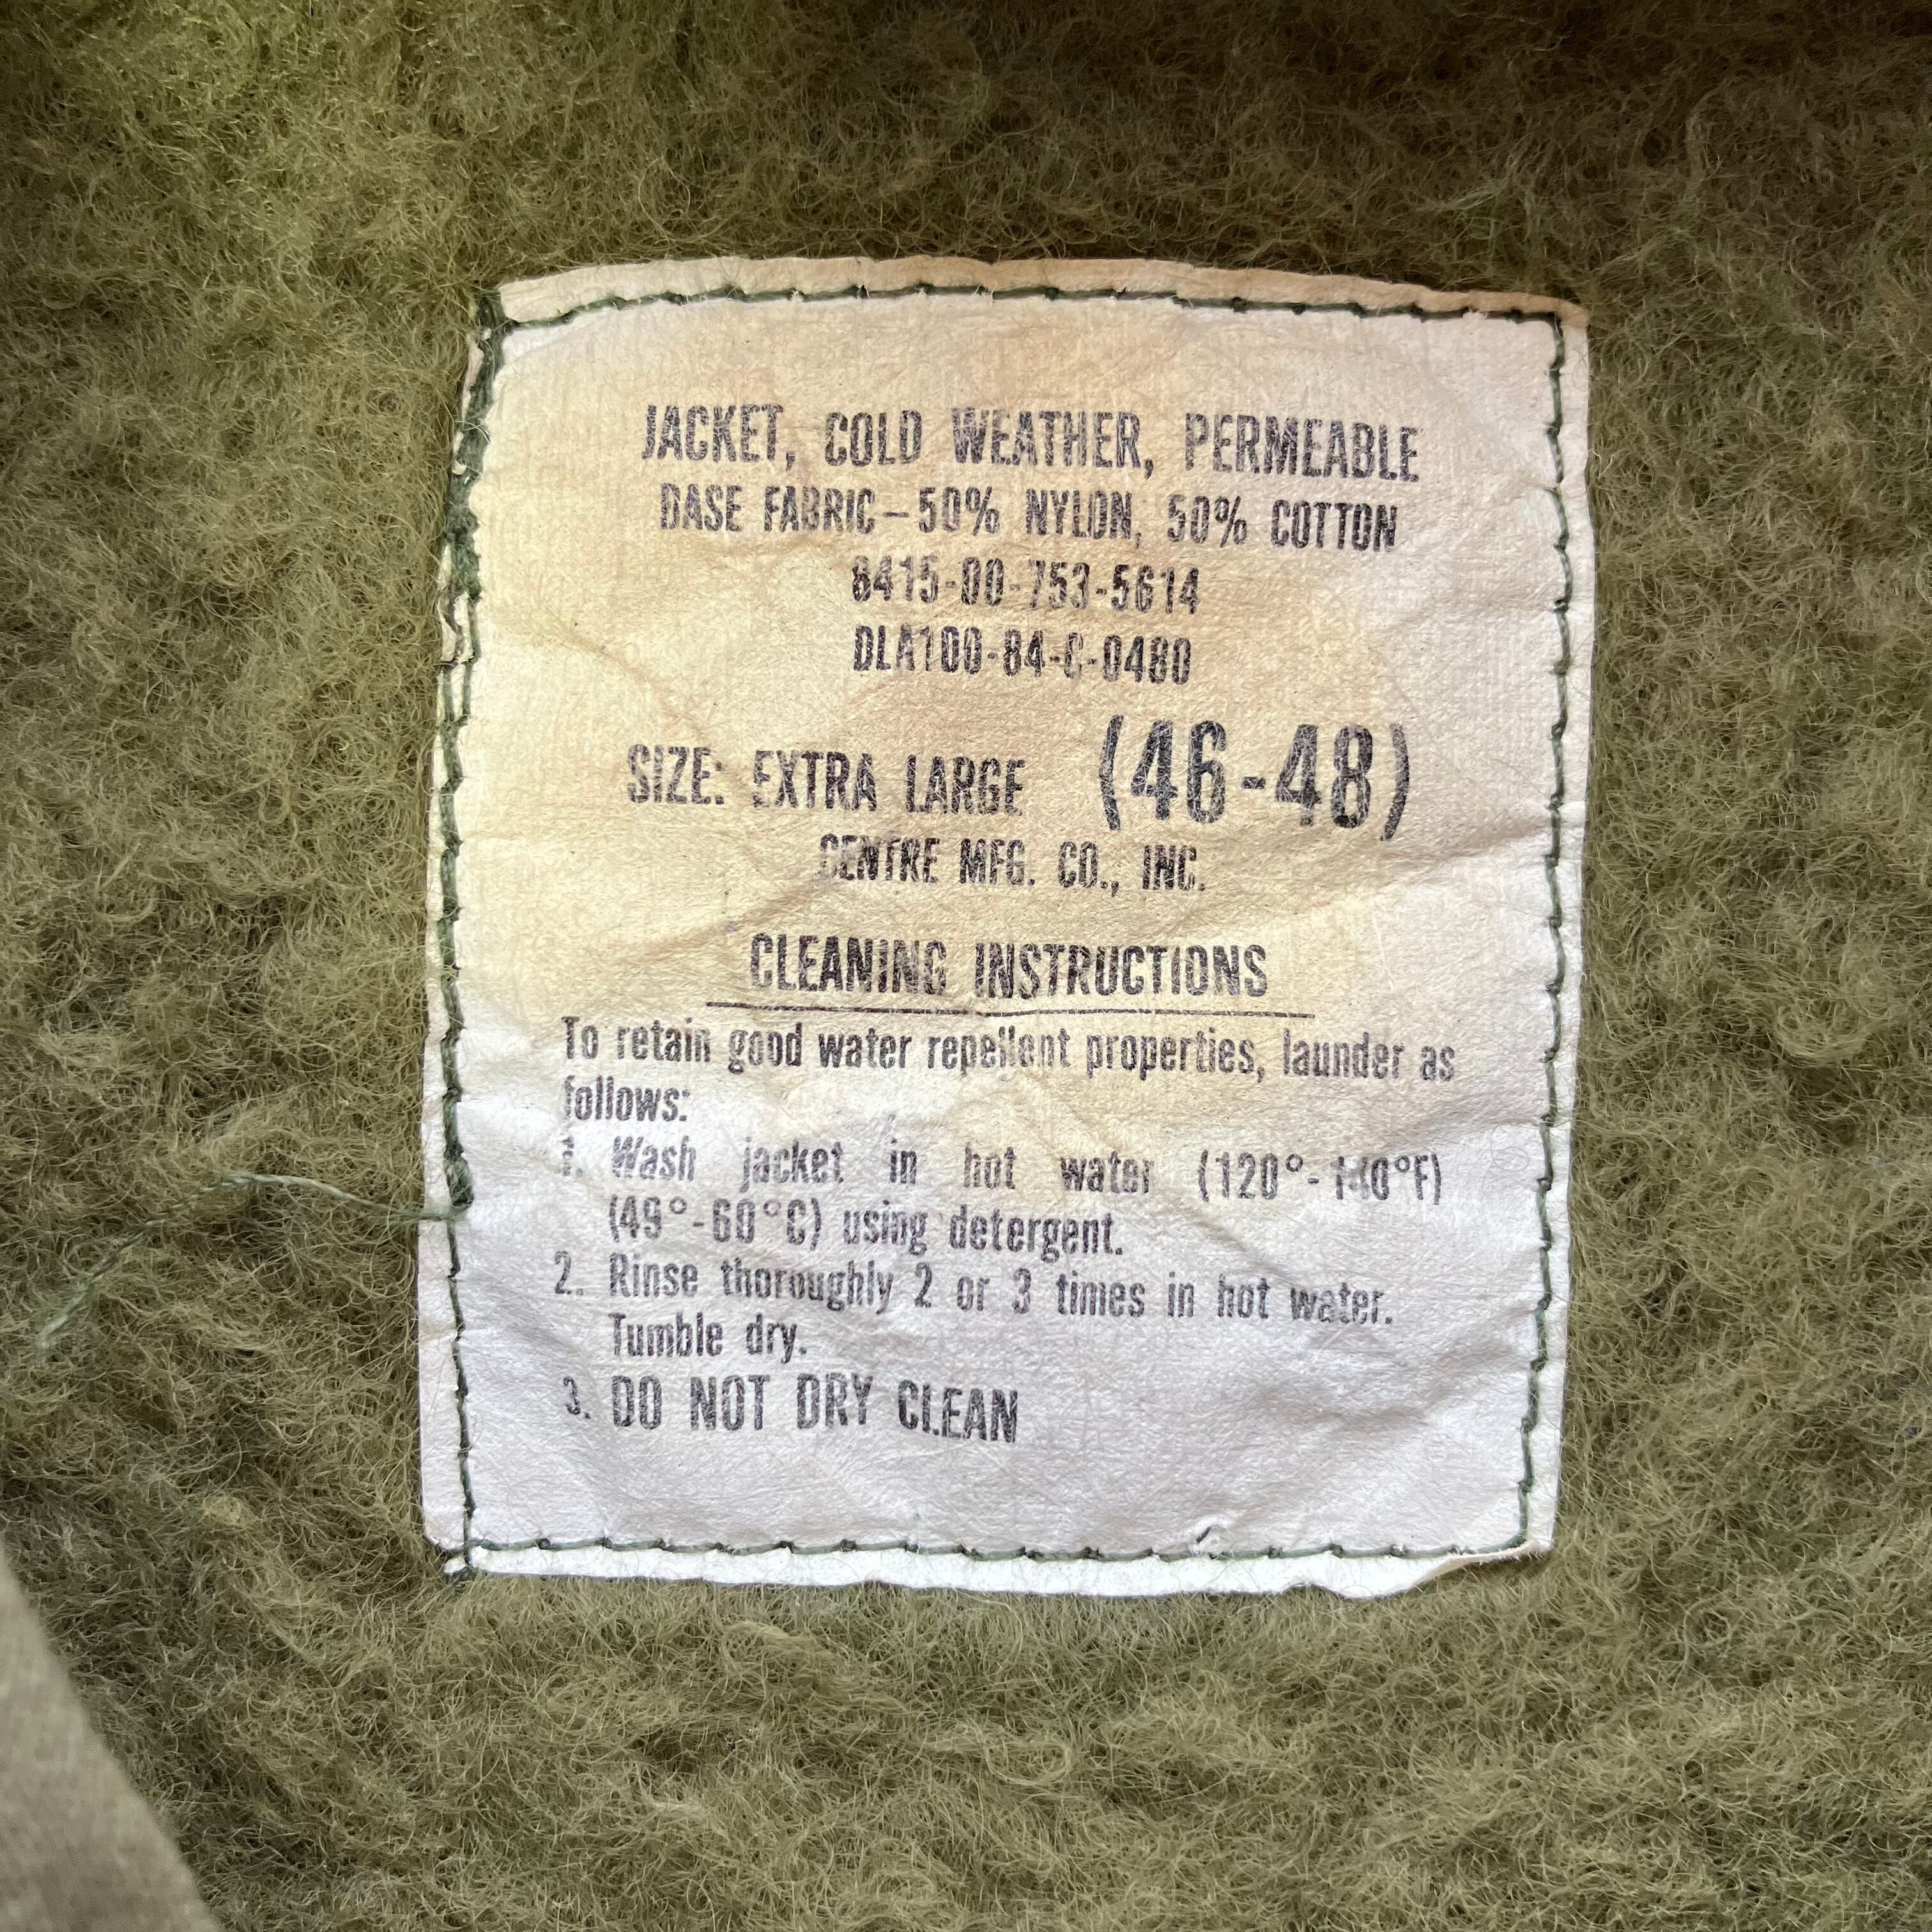 JACKET, COLD WEATHER, PERMEABLE
BASE FABRIC-50% NYLON, 50% COTTON
8415-00-753-5614
DLA100-84-C-0480
SIZE: EXTRA LARGE (46-48)
CENTRE MFG. CO., INC.
CLEANING INSTRUCTIONS
To retain good water repellent properties, launder as
follows:
1. Wash jacket in hot water (120°-140°F)
(49°-60°C) using detergent.
2. Rinse thoroughly 2 or 3 times in hot water.
Tumble dry.
3. DO NOT DRY CLEAN